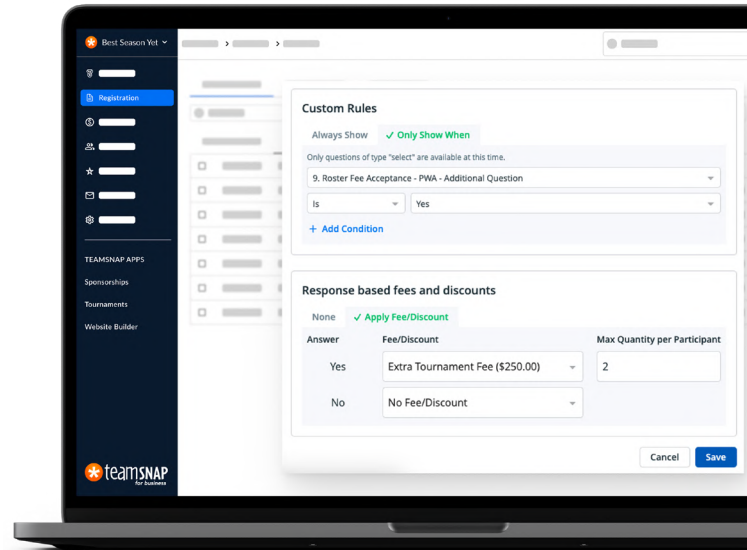 Best Season Yet
Registration
TEAMSNAP APPS
Sponsorships
Tournaments
Website Builder
teamSNAP
for business
Custom Rules
Always Show
Only Show When
Only questions of type "select" are available at this time.
9. Roster Fee Acceptance - PWA - Additional Question
Is
Yes
+ Add Condition
Response based fees and discounts
None
Apply Fee/Discount
Answer
Fee/Discount
Max Quantity per Participant
Yes
Extra Tournament Fee ($250.00)
2
No
No Fee/Discount
Cancel
Save